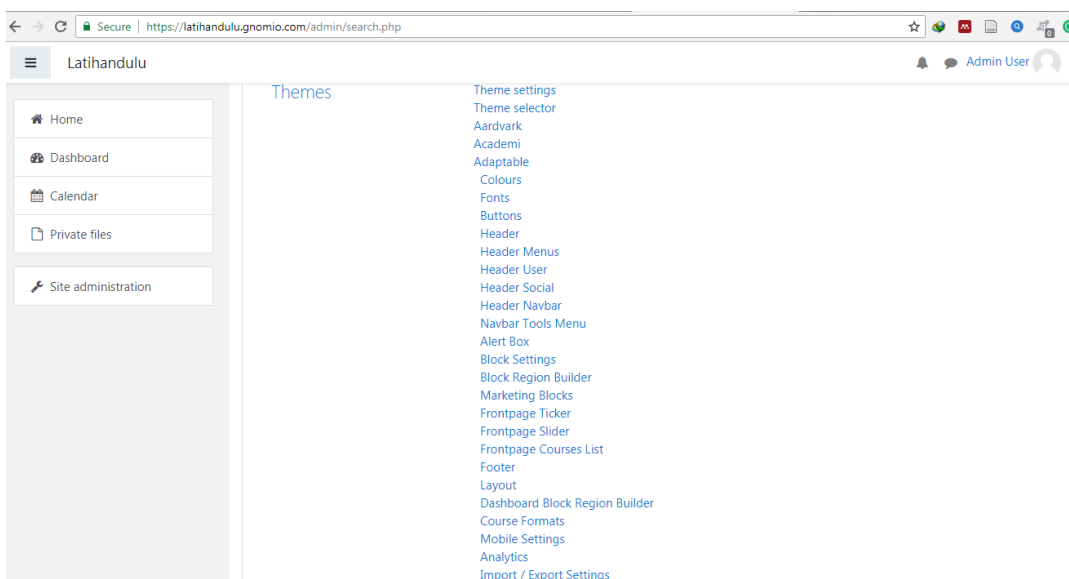 Secure | https://latihandulu.gnomio.com/admin/search.php
0
Latihandulu
Admin User
Home
Dashboard
Calendar
Private files
Site administration
Themes
Theme settings
Theme selector
Aardvark
Academi
Adaptable
Colours
Fonts
Buttons
Header
Header Menus
Header User
Header Social
Header Navbar
Navbar Tools Menu
Alert Box
Block Settings
Block Region Builder
Marketing Blocks
Frontpage Ticker
Frontpage Slider
Frontpage Courses List
Footer
Layout
Dashboard Block Region Builder
Course Formats
Mobile Settings
Analytics
Import / Export Settings